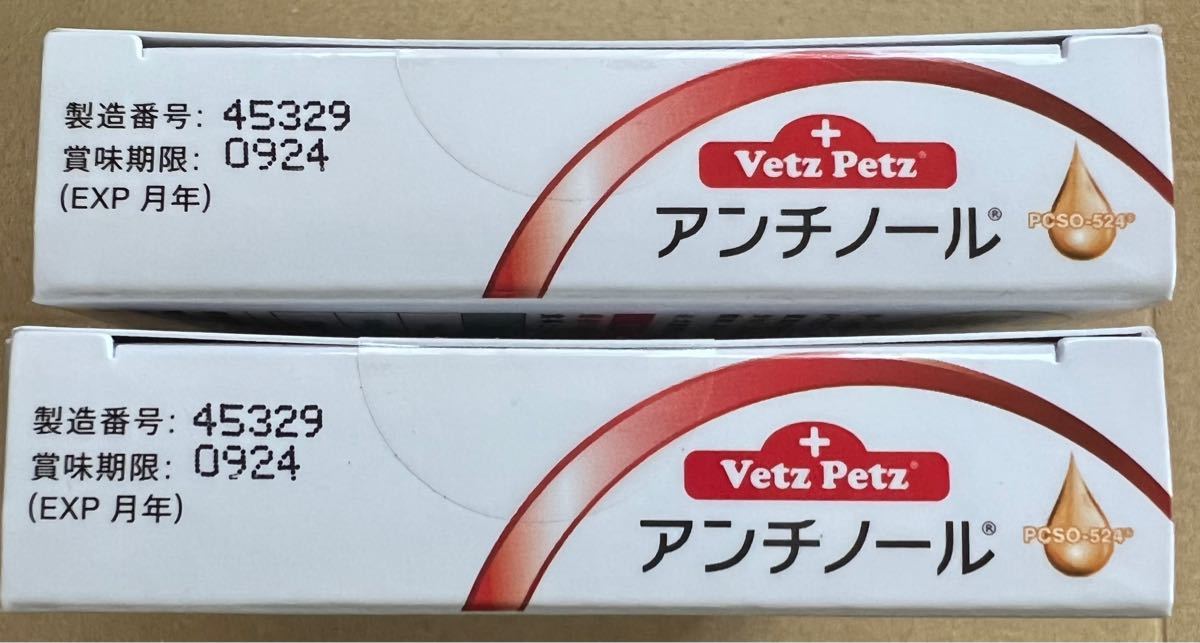 製造番号: 45329
賞味期限: 0924
(EXP 月年)
Vetz Petz®
アンチノール®
PCSO-524®
製造番号: 45329
賞味期限: 0924
(EXP 月年)
Vetz Petz®
アンチノール®
PCSO-524®